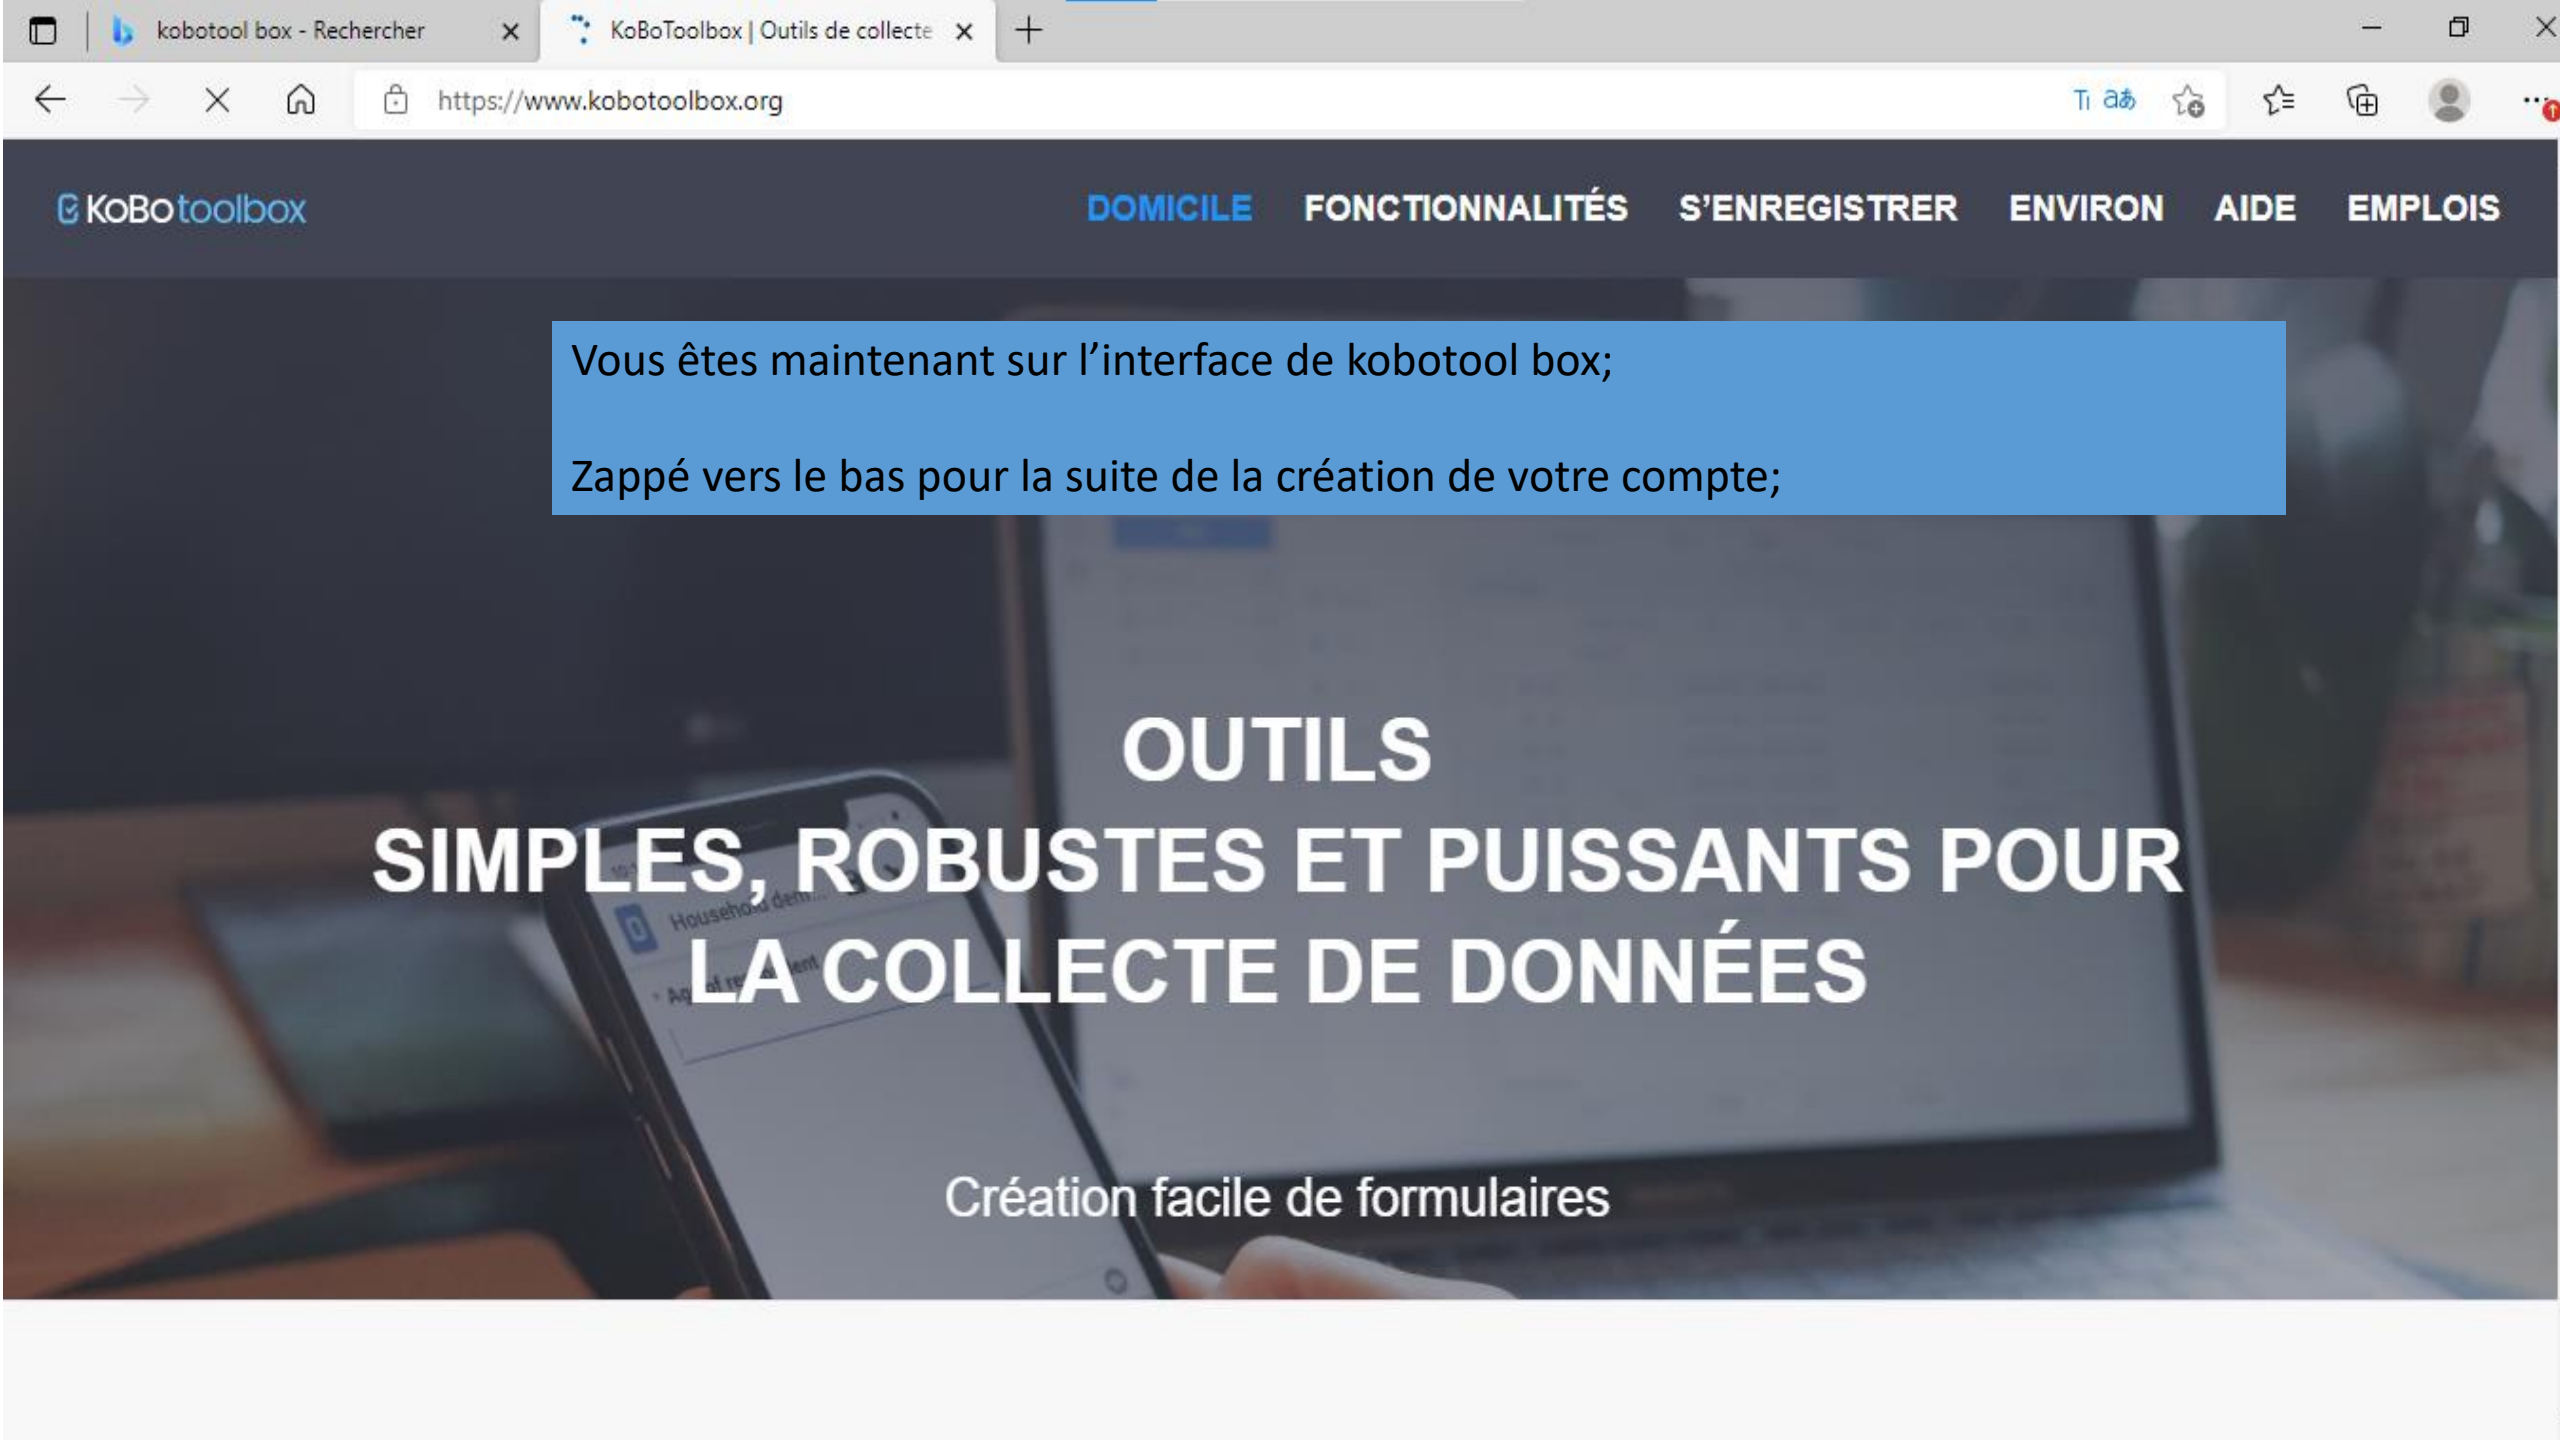 kobotool box - Rechercher
KoBoToolbox | Outils de collecte
https://www.kobotoolbox.org
KoBotoolbox
DOMICILE FONCTIONNALITÉS S’ENREGISTRER ENVIRON AIDE EMPLOIS
Vous êtes maintenant sur l’interface de kobotool box;
Zappé vers le bas pour la suite de la création de votre compte;
OUTILS
SIMPLES, ROBUSTES ET PUISSANTS POUR
Household dem...
LA COLLECTE DE DONNÉES
Création facile de formulaires